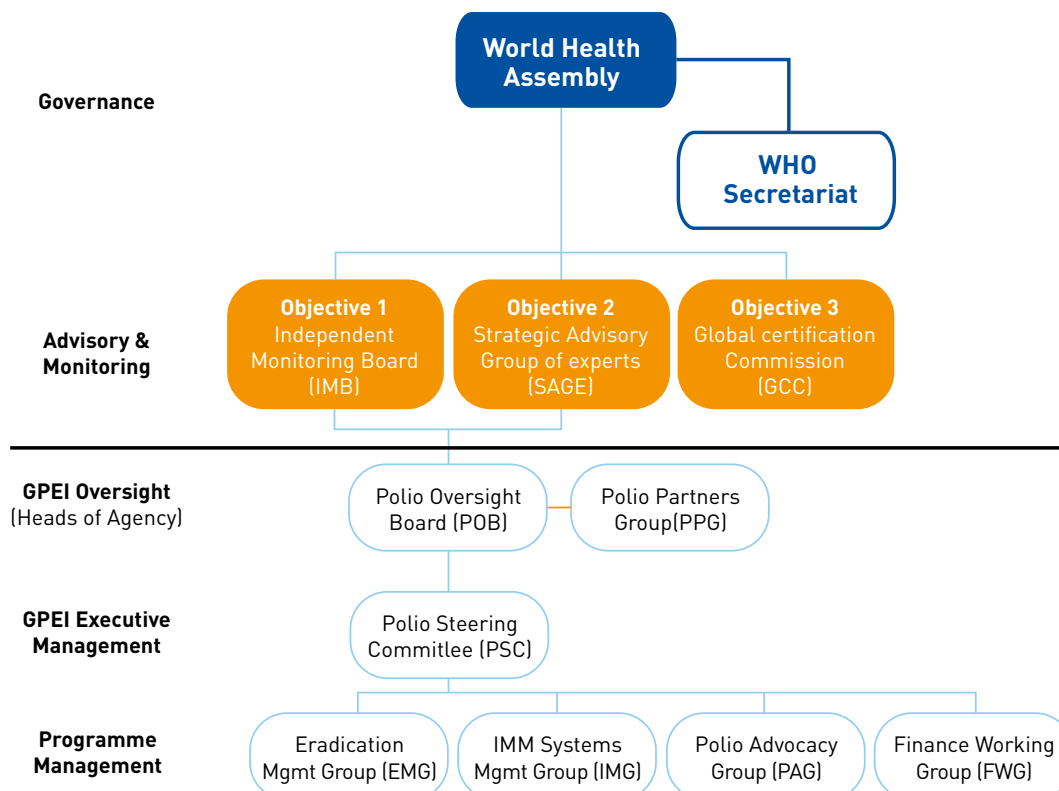 World Health
Assembly
Governance
WHO
Secretariat
Advisory &
Monitoring
Objective 1
Independent
Monitoring Board
(IMB)
Objective 2
Strategic Advisory
Group of experts
(SAGE)
Objective 3
Global certification
Commission
(GCC)
GPEI Oversight
(Heads of Agency)
Polio Oversight
Board (POB)
Polio Partners
Group(PPG)
GPEI Executive
Management
Polio Steering
Commitlee (PSC)
Programme
Management
Eradication
Mgmt Group (EMG)
IMM Systems
Mgmt Group (IMG)
Polio Advocacy
Group (PAG)
Finance Working
Group (FWG)